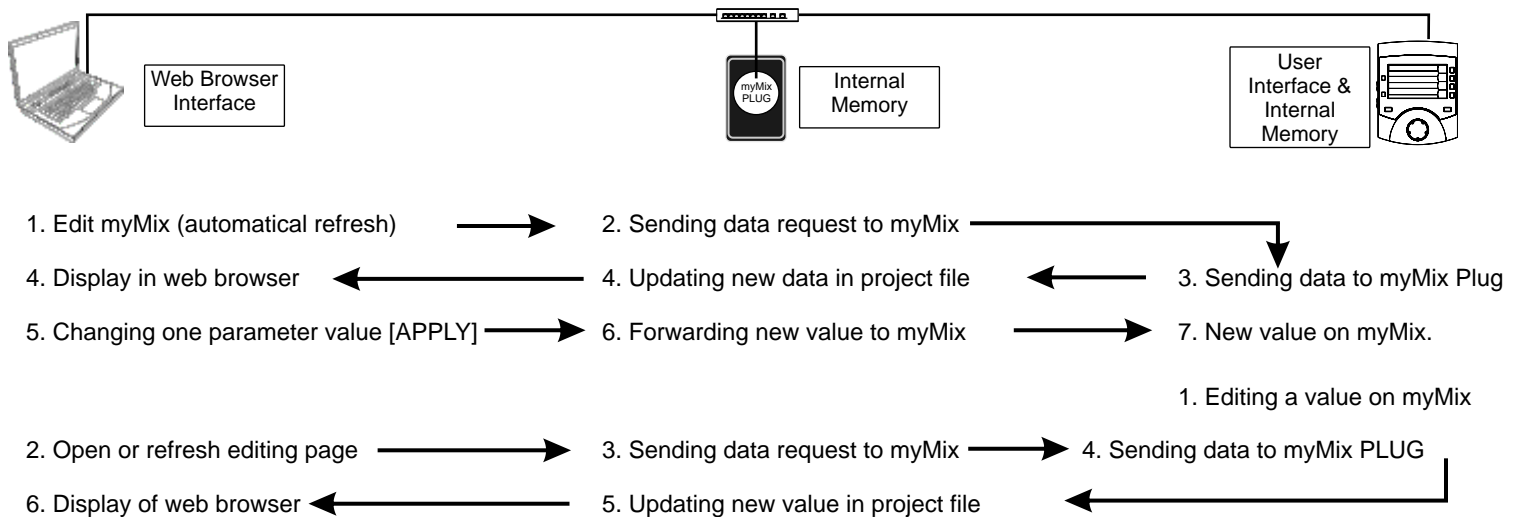 Web Browser
Interface
myMix
PLUG
Internal
Memory
User
Interface &
Internal
Memory
1. Edit myMix (automatical refresh)
2. Sending data request to myMix
4. Display in web browser
4. Updating new data in project file
3. Sending data to myMix Plug
5. Changing one parameter value [APPLY]
6. Forwarding new value to myMix
7. New value on myMix.
1. Editing a value on myMix
2. Open or refresh editing page
3. Sending data request to myMix
4. Sending data to myMix PLUG
6. Display of web browser
5. Updating new value in project file